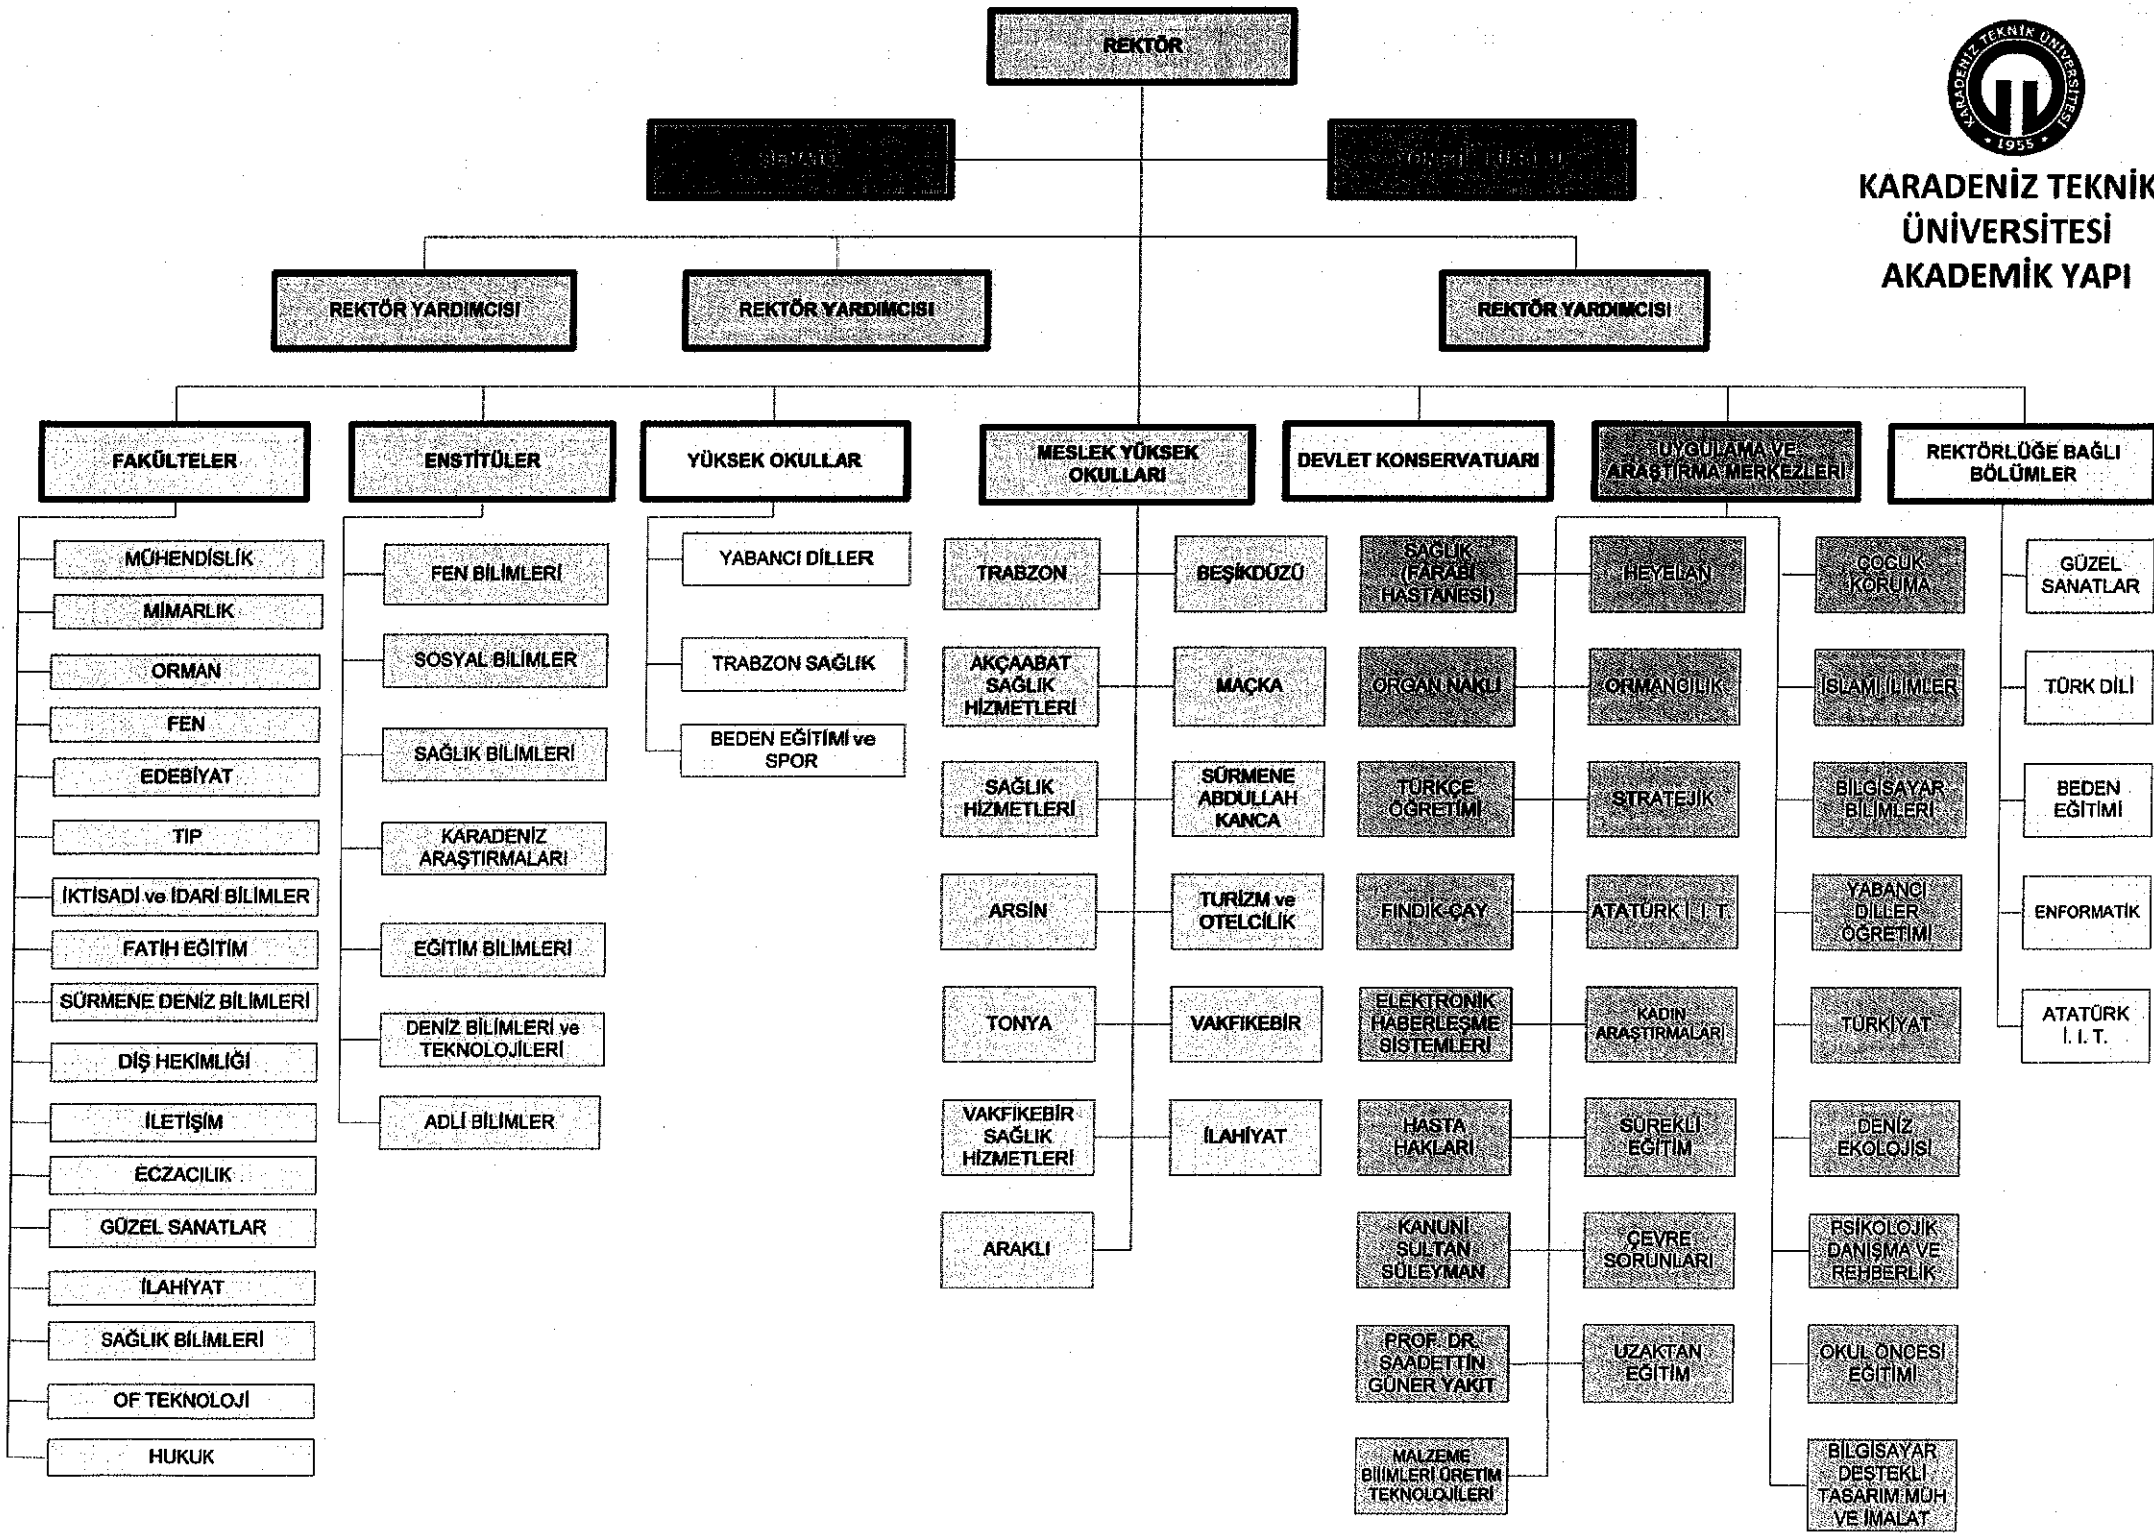 REKTÖR
KARADENİZ TEKNİK ÜNİVERSİTESİ
1955
SENATO
KARADENİZ TEKNİK
ÜNİVERSİTESİ
AKADEMİK YAPI
REKTÖR YARDIMCISI
REKTÖR YARDIMCISI
REKTÖR YARDIMCISI
FAKÜLTELER
ENSTİTÜLER
YÜKSEK OKULLAR
MESLEK YÜKSEK
OKULLARI
DEVLET KONSERVATUARI
UYGULAMA VE
ARAŞTIRMA MERKEZLERİ
REKTÖRLÜĞE BAĞLI
BÖLÜMLER
MÜHENDİSLİK
MİMARLIK
ORMAN
FEN
EDEBİYAT
TIP
İKTİSADİ ve İDARİ BİLİMLER
FATİH EĞİTİM
SÜRMENE DENİZ BİLİMLERİ
DİŞ HEKİMLİĞİ
İLETİŞİM
ECZACILIK
GÜZEL SANATLAR
İLAHİYAT
SAĞLIK BİLİMLERİ
OF TEKNOLOJİ
HUKUK
FEN BİLİMLERİ
SOSYAL BİLİMLER
SAĞLIK BİLİMLERİ
KARADENİZ
ARAŞTIRMALARI
EĞİTİM BİLİMLERİ
DENİZ BİLİMLERİ ve
TEKNOLOJİLERİ
ADLİ BİLİMLER
YABANCI DİLLER
TRABZON SAĞLIK
BEDEN EĞİTİMİ ve
SPOR
TRABZON
AKÇAABAT
SAĞLIK
HİZMETLERİ
SAĞLIK
HİZMETLERİ
ARSİN
TONYA
VAKFIKEBİR
SAĞLIK
HİZMETLERİ
ARAKLI
BEŞİKDÜZÜ
MAÇKA
SÜRMENE
ABDULLAH
KANCA
TURİZM ve
OTELCİLİK
VAKFIKEBİR
İLAHİYAT
SAĞLIK
(FARABİ
HASTANESİ)
ORGAN NAKLİ
TÜRKÇE
ÖĞRETİMİ
FINDIK-ÇAY
ELEKTRONİK
HABERLEŞME
SİSTEMLERİ
HASTA
HAKLARI
KANUNİ
SULTAN
SÜLEYMAN
PROF. DR.
SAADETTİN
GÜNER YAKIT
MALZEME
BİLİMLERİ ÜRETİM
TEKNOLOJİLERİ
HEYELAN
ORMANCILIK
STRATEJİK
ATATÜRK İ. İ. T.
KADIN
ARAŞTIRMALARI
SÜREKLİ
EĞİTİM
ÇEVRE
SORUNLARI
UZAKTAN
EĞİTİM
ÇOCUK
KORUMA
İSLAMİ İLİMLER
BİLGİSAYAR
BİLİMLERİ
YABANCI
DİLLER
ÖĞRETİMİ
TÜRKİYAT
DENİZ
EKOLOJİSİ
PSİKOLOJİK
DANIŞMA VE
REHBERLİK
OKUL ÖNCESİ
EĞİTİMİ
BİLGİSAYAR
DESTEKLİ
TASARIM MÜH
VE İMALAT
GÜZEL
SANATLAR
TÜRK DİLİ
BEDEN
EĞİTİMİ
ENFORMATİK
ATATÜRK
İ. İ. T.